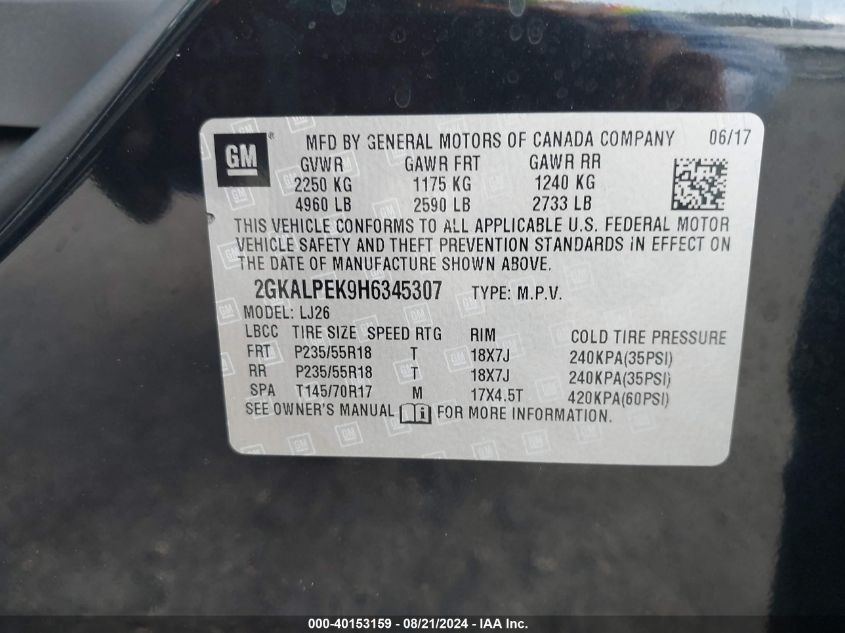 GM
MFD BY GENERAL MOTORS OF CANADA COMPANY 06/17
GVWR GAWR FRT GAWR RR
2250 KG 1175 KG 1240 KG
4960 LB 2590 LB 2733 LB
THIS VEHICLE CONFORMS TO ALL APPLICABLE U.S. FEDERAL MOTOR
VEHICLE SAFETY AND THEFT PREVENTION STANDARDS IN EFFECT ON
THE DATE OF MANUFACTURE SHOWN ABOVE.
2GKALPEK9H6345307 TYPE: M.P.V.
MODEL: LJ26
LBCC TIRE SIZE SPEED RTG RIM COLD TIRE PRESSURE
FRT P235/55R18 T 18X7J 240KPA(35PSI)
RR P235/55R18 T 18X7J 240KPA(35PSI)
SPA T145/70R17 M 17X4.5T 420KPA(60PSI)
SEE OWNER'S MANUAL i FOR MORE INFORMATION.
000-40153159 - 08/21/2024 - IAA Inc.